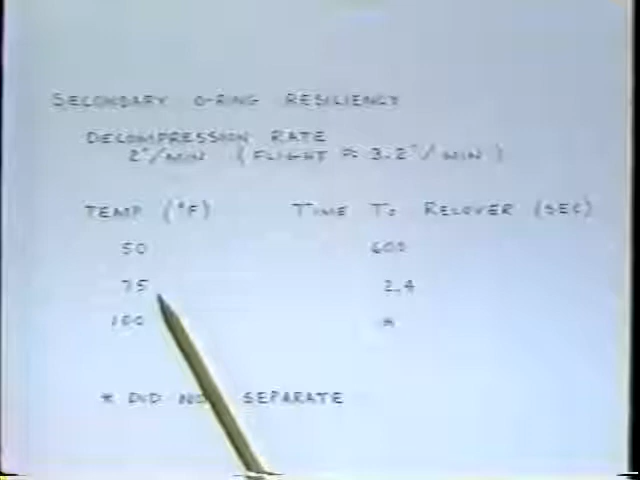 SECONDARY O-RING RESILIENCY
DECOMPRESSION RATE
2"/MIN (FLIGHT ≈ 3.2"/MIN)
TEMP (°F) TIME TO RECOVER (SEC)
50 600
75 2.4
100 *
* DID NOT SEPARATE